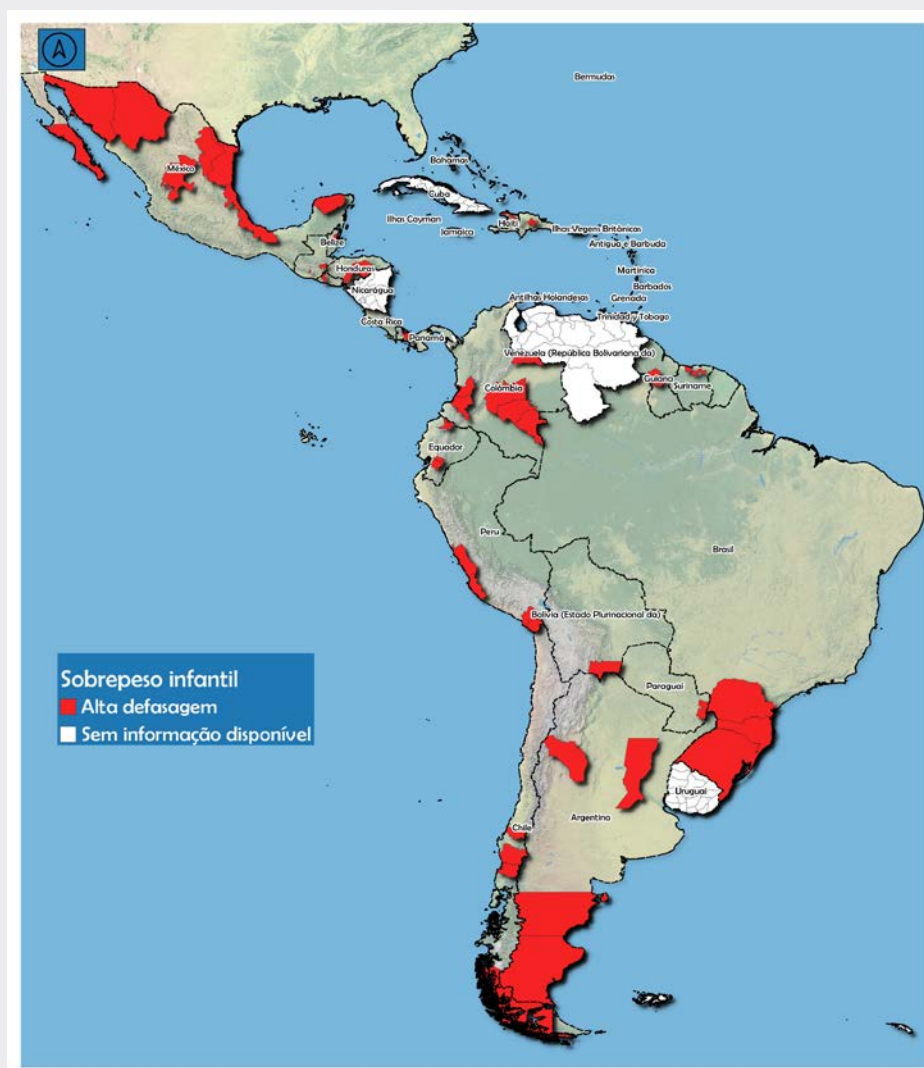 A
Bermudas
Bahamas
México
Cuba
Ilhas Cayman
Haiti
Jamaica
Ilhas Virgens Britânicas
Belize
Antigua e Barbuda
Honduras
Martinica
Nicarágua
Barbados
Antilhas Holandesas
Grenada
Costa Rica
Trinidad y Tobago
Panamá
Venezuela (República Bolivariana da)
Guiana
Colômbia
Suriname
Equador
Peru
Brasil
Bolívia (Estado Plurinacional da)
Sobrepeso infantil
Alta defasagem
Sem informação disponível
Paraguai
Uruguai
Argentina
Chile